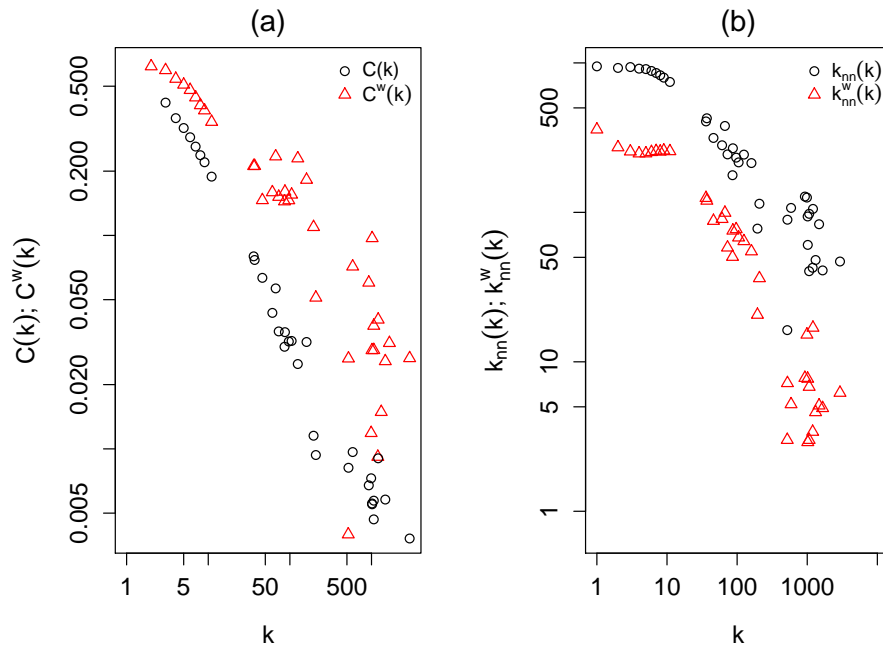 (a)
C(k); C^w(k)
0.500
0.200
0.050
0.020
0.005
C(k)
C^w(k)
1 5 50 500
k
(b)
k_nn(k); k_nn^w(k)
500
50
10
5
1
k_nn(k)
k_nn^w(k)
1 10 100 1000
k